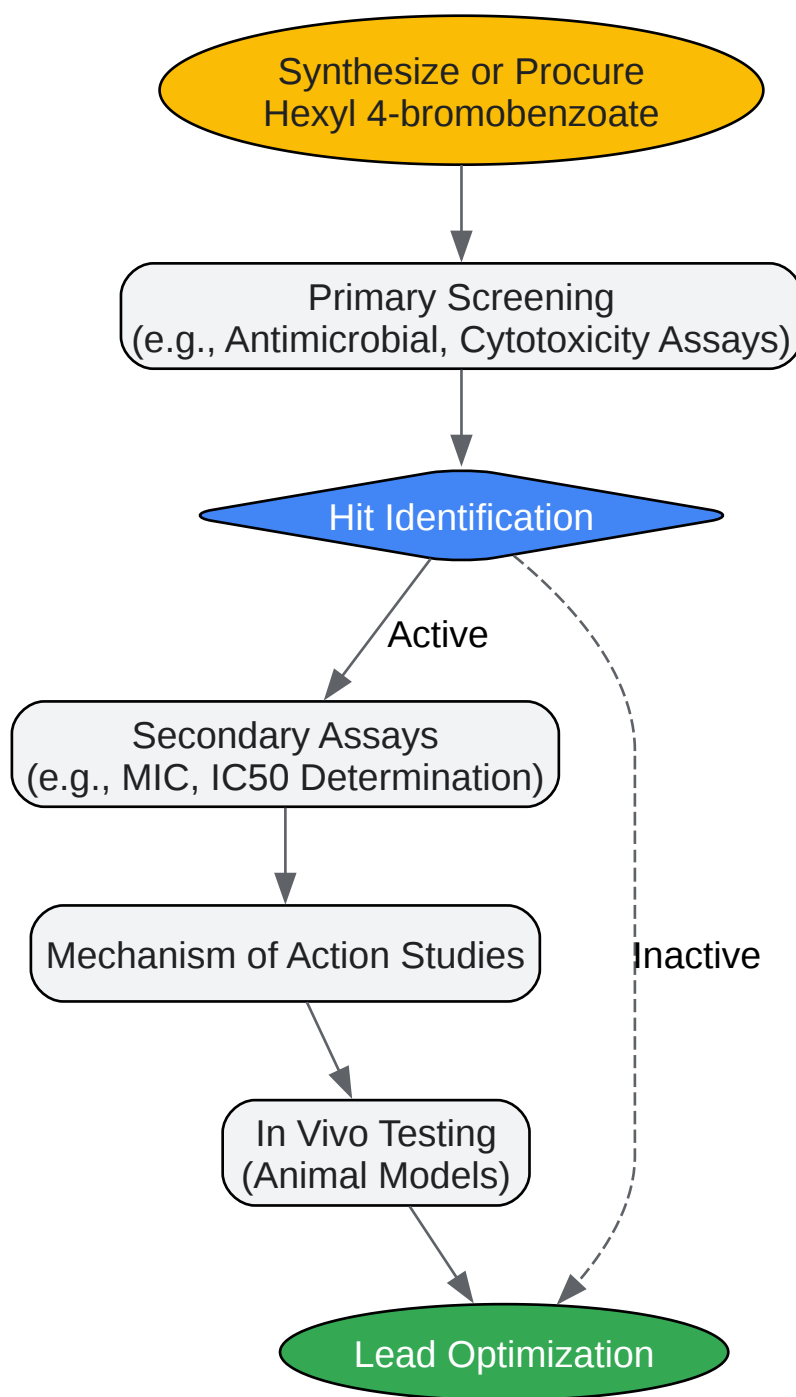 Synthesize or Procure
Hexyl 4-bromobenzoate
Primary Screening
(e.g., Antimicrobial, Cytotoxicity Assays)
Hit Identification
Active
Secondary Assays
(e.g., MIC, IC50 Determination)
Mechanism of Action Studies
Inactive
In Vivo Testing
(Animal Models)
Lead Optimization